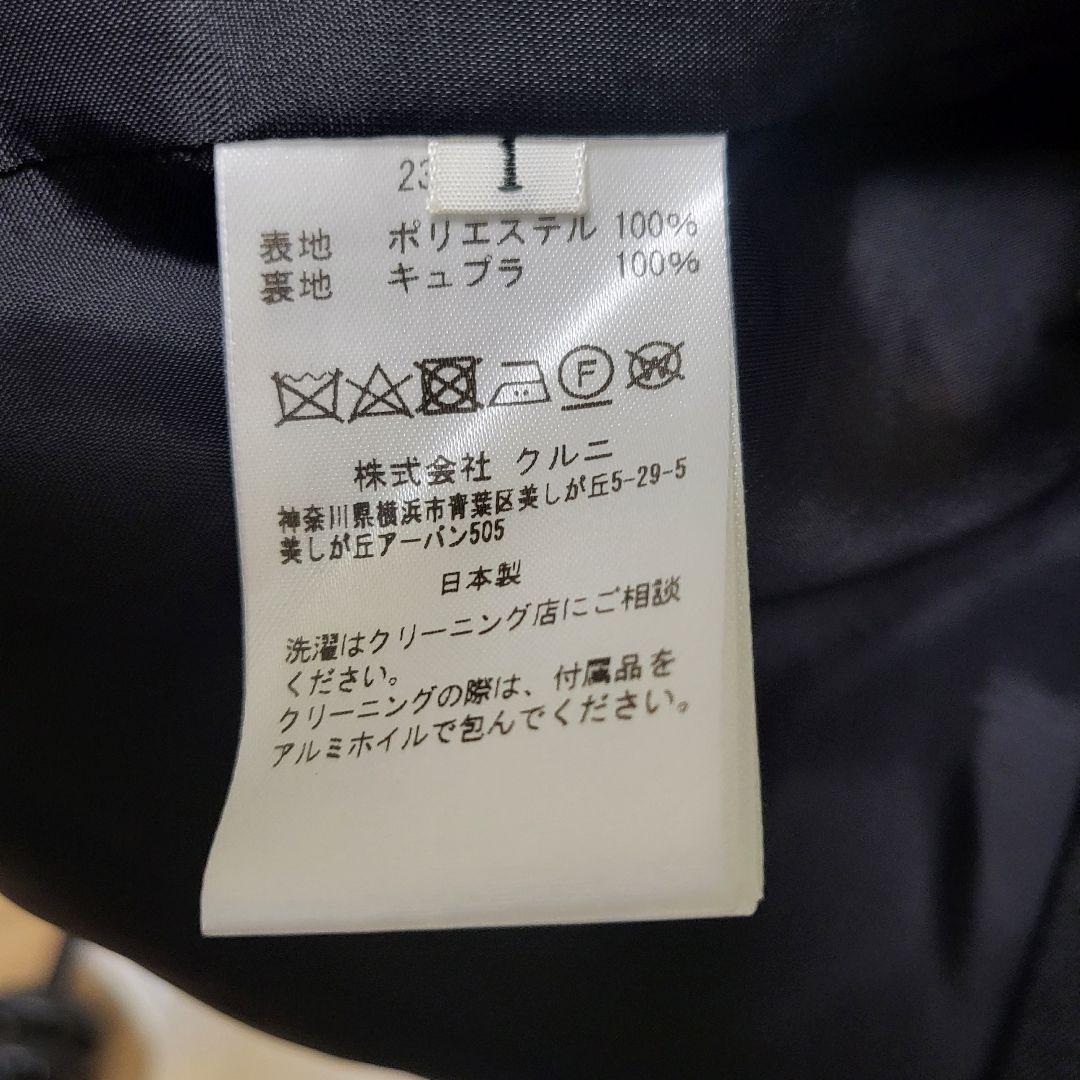 1
表地 ポリエステル 100%
裏地 キュプラ 100%
F
W
株式会社 クルニ
神奈川県横浜市青葉区美しが丘5-29-5
美しが丘アーバン505
日本製
洗濯はクリーニング店にご相談
ください。
クリーニングの際は、付属品を
アルミホイルで包んでください。